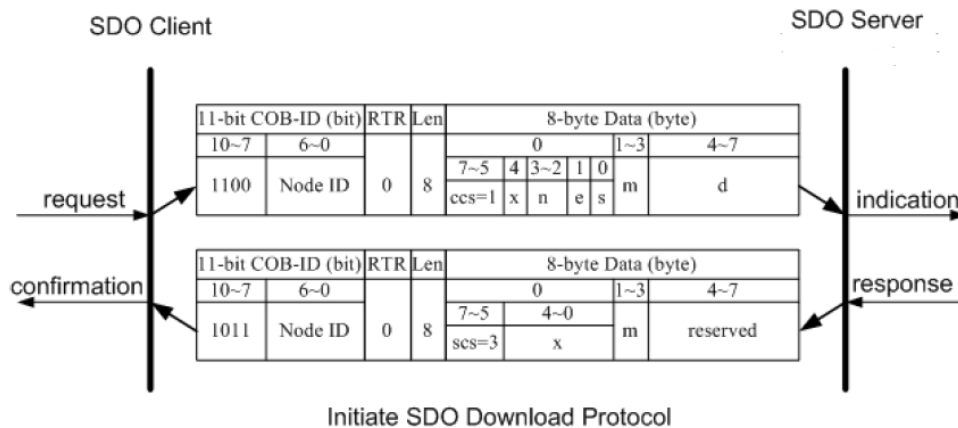 SDO Client
SDO Server
11-bit COB-ID (bit) RTR Len 8-byte Data (byte)
10~7 6~0 0 1~3 4~7
7~5 4 3~2 1 0
1100 Node ID 0 8 m d
ccs=1 x n e s
request
indication
11-bit COB-ID (bit) RTR Len 8-byte Data (byte)
confirmation
response
10~7 6~0 0 1~3 4~7
7~5 4~0
1011 Node ID 0 8 m reserved
scs=3 x
Initiate SDO Download Protocol